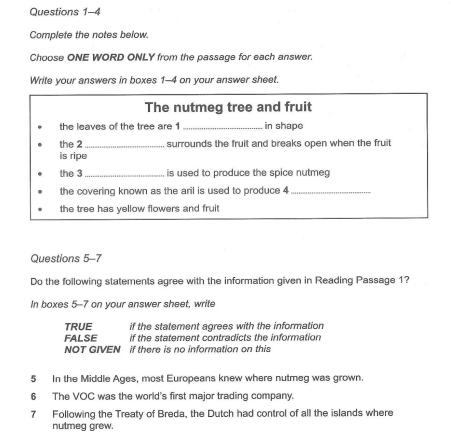 Questions 1–4
Complete the notes below.
Choose ONE WORD ONLY from the passage for each answer.
Write your answers in boxes 1–4 on your answer sheet.
The nutmeg tree and fruit
• the leaves of the tree are 1 .............................. in shape
• the 2 .............................. surrounds the fruit and breaks open when the fruit
is ripe
• the 3 .............................. is used to produce the spice nutmeg
• the covering known as the aril is used to produce 4 ..............................
• the tree has yellow flowers and fruit
Questions 5–7
Do the following statements agree with the information given in Reading Passage 1?
In boxes 5–7 on your answer sheet, write
TRUE if the statement agrees with the information
FALSE if the statement contradicts the information
NOT GIVEN if there is no information on this
5 In the Middle Ages, most Europeans knew where nutmeg was grown.
6 The VOC was the world's first major trading company.
7 Following the Treaty of Breda, the Dutch had control of all the islands where
nutmeg grew.